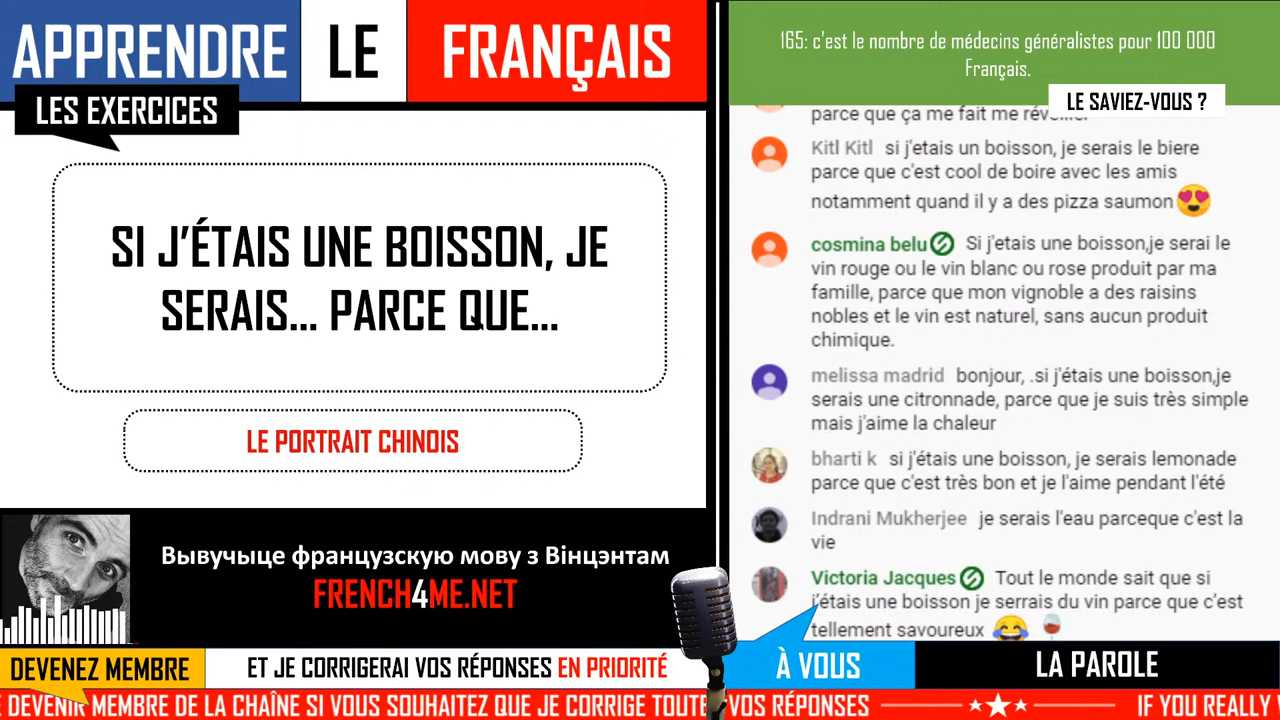 APPRENDRE LE FRANÇAIS
LES EXERCICES
SI J'ÉTAIS UNE BOISSON, JE
SERAIS... PARCE QUE...
LE PORTRAIT CHINOIS
Вывучыце французскую мову з Вінцэнтам
FRENCH4ME.NET
DEVENEZ MEMBRE
ET JE CORRIGERAI VOS RÉPONSES EN PRIORITÉ
165: c'est le nombre de médecins généralistes pour 100 000
Français.
LE SAVIEZ-VOUS ?
parce que ça me fait me réveiller
Kitl Kitl si j'etais un boisson, je serais le biere
parce que c'est cool de boire avec les amis
notamment quand il y a des pizza saumon😍
cosmina belu Si j'etais une boisson,je serai le
vin rouge ou le vin blanc ou rose produit par ma
famille, parce que mon vignoble a des raisins
nobles et le vin est naturel, sans aucun produit
chimique.
melissa madrid bonjour, .si j'étais une boisson,je
serais une citronnade, parce que je suis très simple
mais j'aime la chaleur
bharti k si j'étais une boisson, je serais lemonade
parce que c'est très bon et je l'aime pendant l'été
Indrani Mukherjee je serais l'eau parceque c'est la
vie
Victoria Jacques Tout le monde sait que si
j'étais une boisson je serrais du vin parce que c'est
tellement savoureux 😂 🍷
À VOUS LA PAROLE
E DEVENIR MEMBRE DE LA CHAÎNE SI VOUS SOUHAITEZ QUE JE CORRIGE TOUTES VOS RÉPONSES IF YOU REALLY